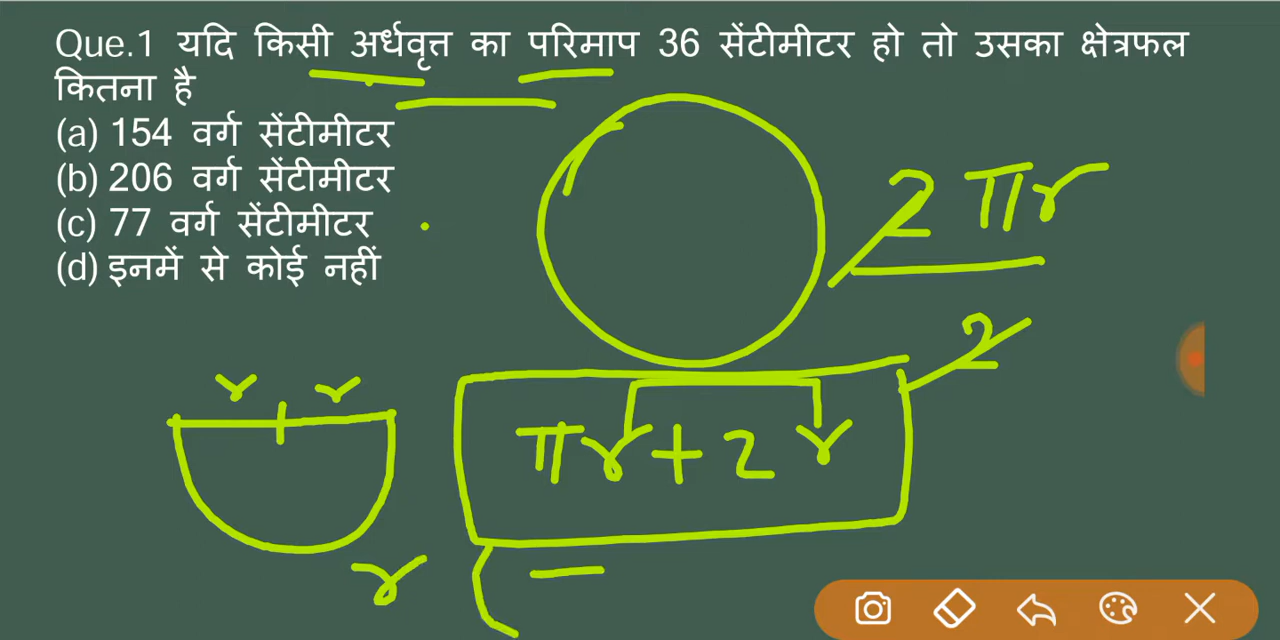 Que.1 यदि किसी अर्धवृत्त का परिमाप 36 सेंटीमीटर हो तो उसका क्षेत्रफल
कितना है
(a) 154 वर्ग सेंटीमीटर
(b) 206 वर्ग सेंटीमीटर
(c) 77 वर्ग सेंटीमीटर
(d) इनमें से कोई नहीं
2πr
2
r r
πr + 2r
r